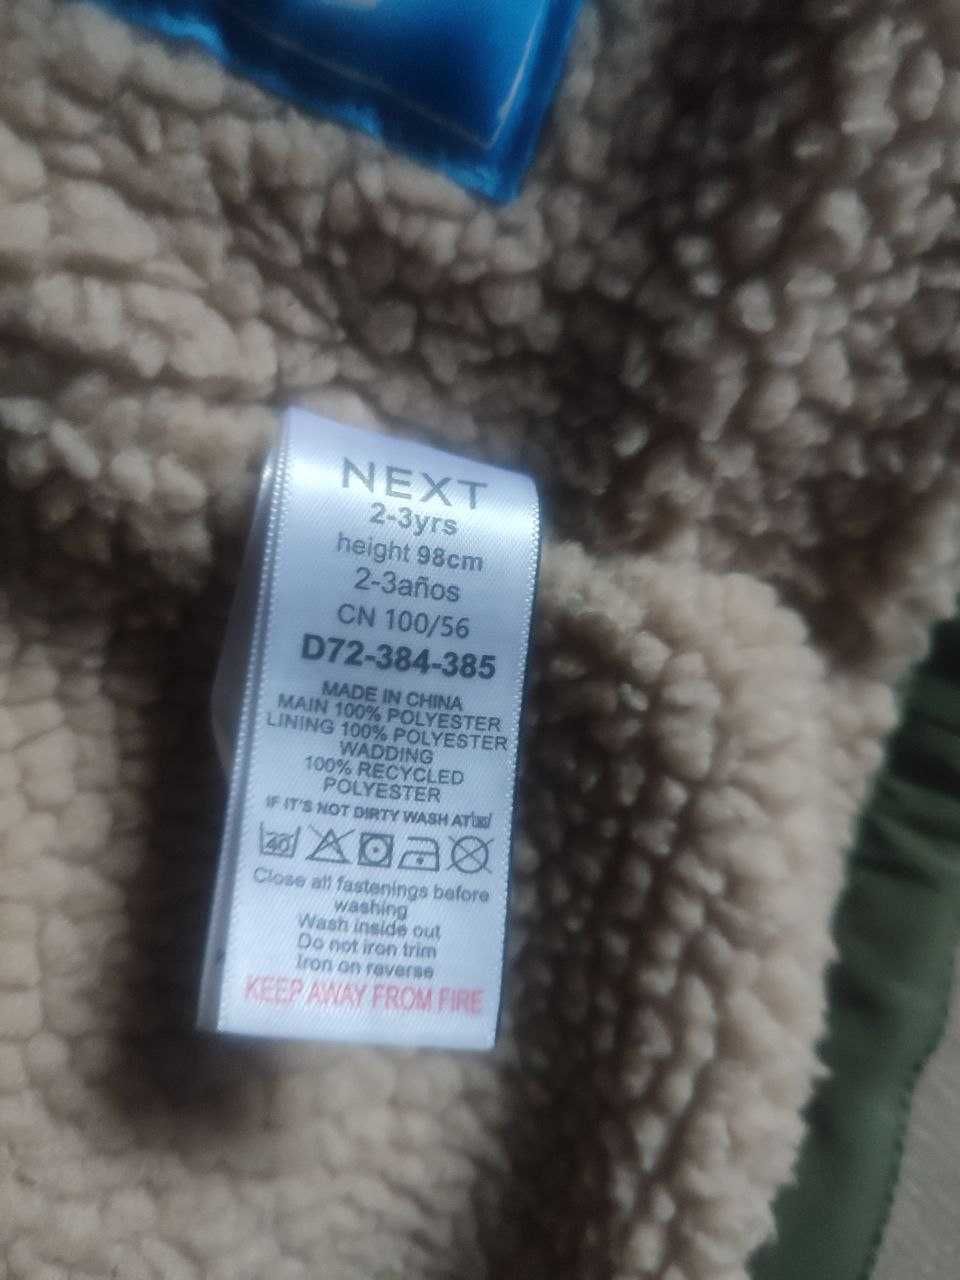 NEXT
2-3yrs
height 98cm
2-3años
CN 100/56
D72-384-385
MADE IN CHINA
MAIN 100% POLYESTER
LINING 100% POLYESTER
WADDING
100% RECYCLED
POLYESTER
IF IT'S NOT DIRTY WASH AT
40
Close all fastenings before
washing
Wash inside out
Do not iron trim
Iron on reverse
KEEP AWAY FROM FIRE